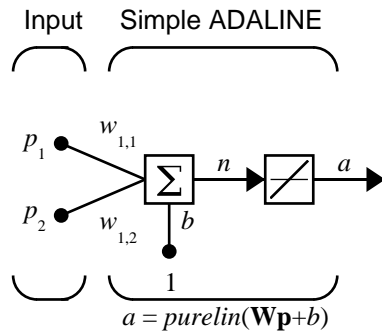 Input Simple ADALINE
p1 w1,1
n a
Σ
p2 w1,2 b
1
a = purelin(Wp+b)